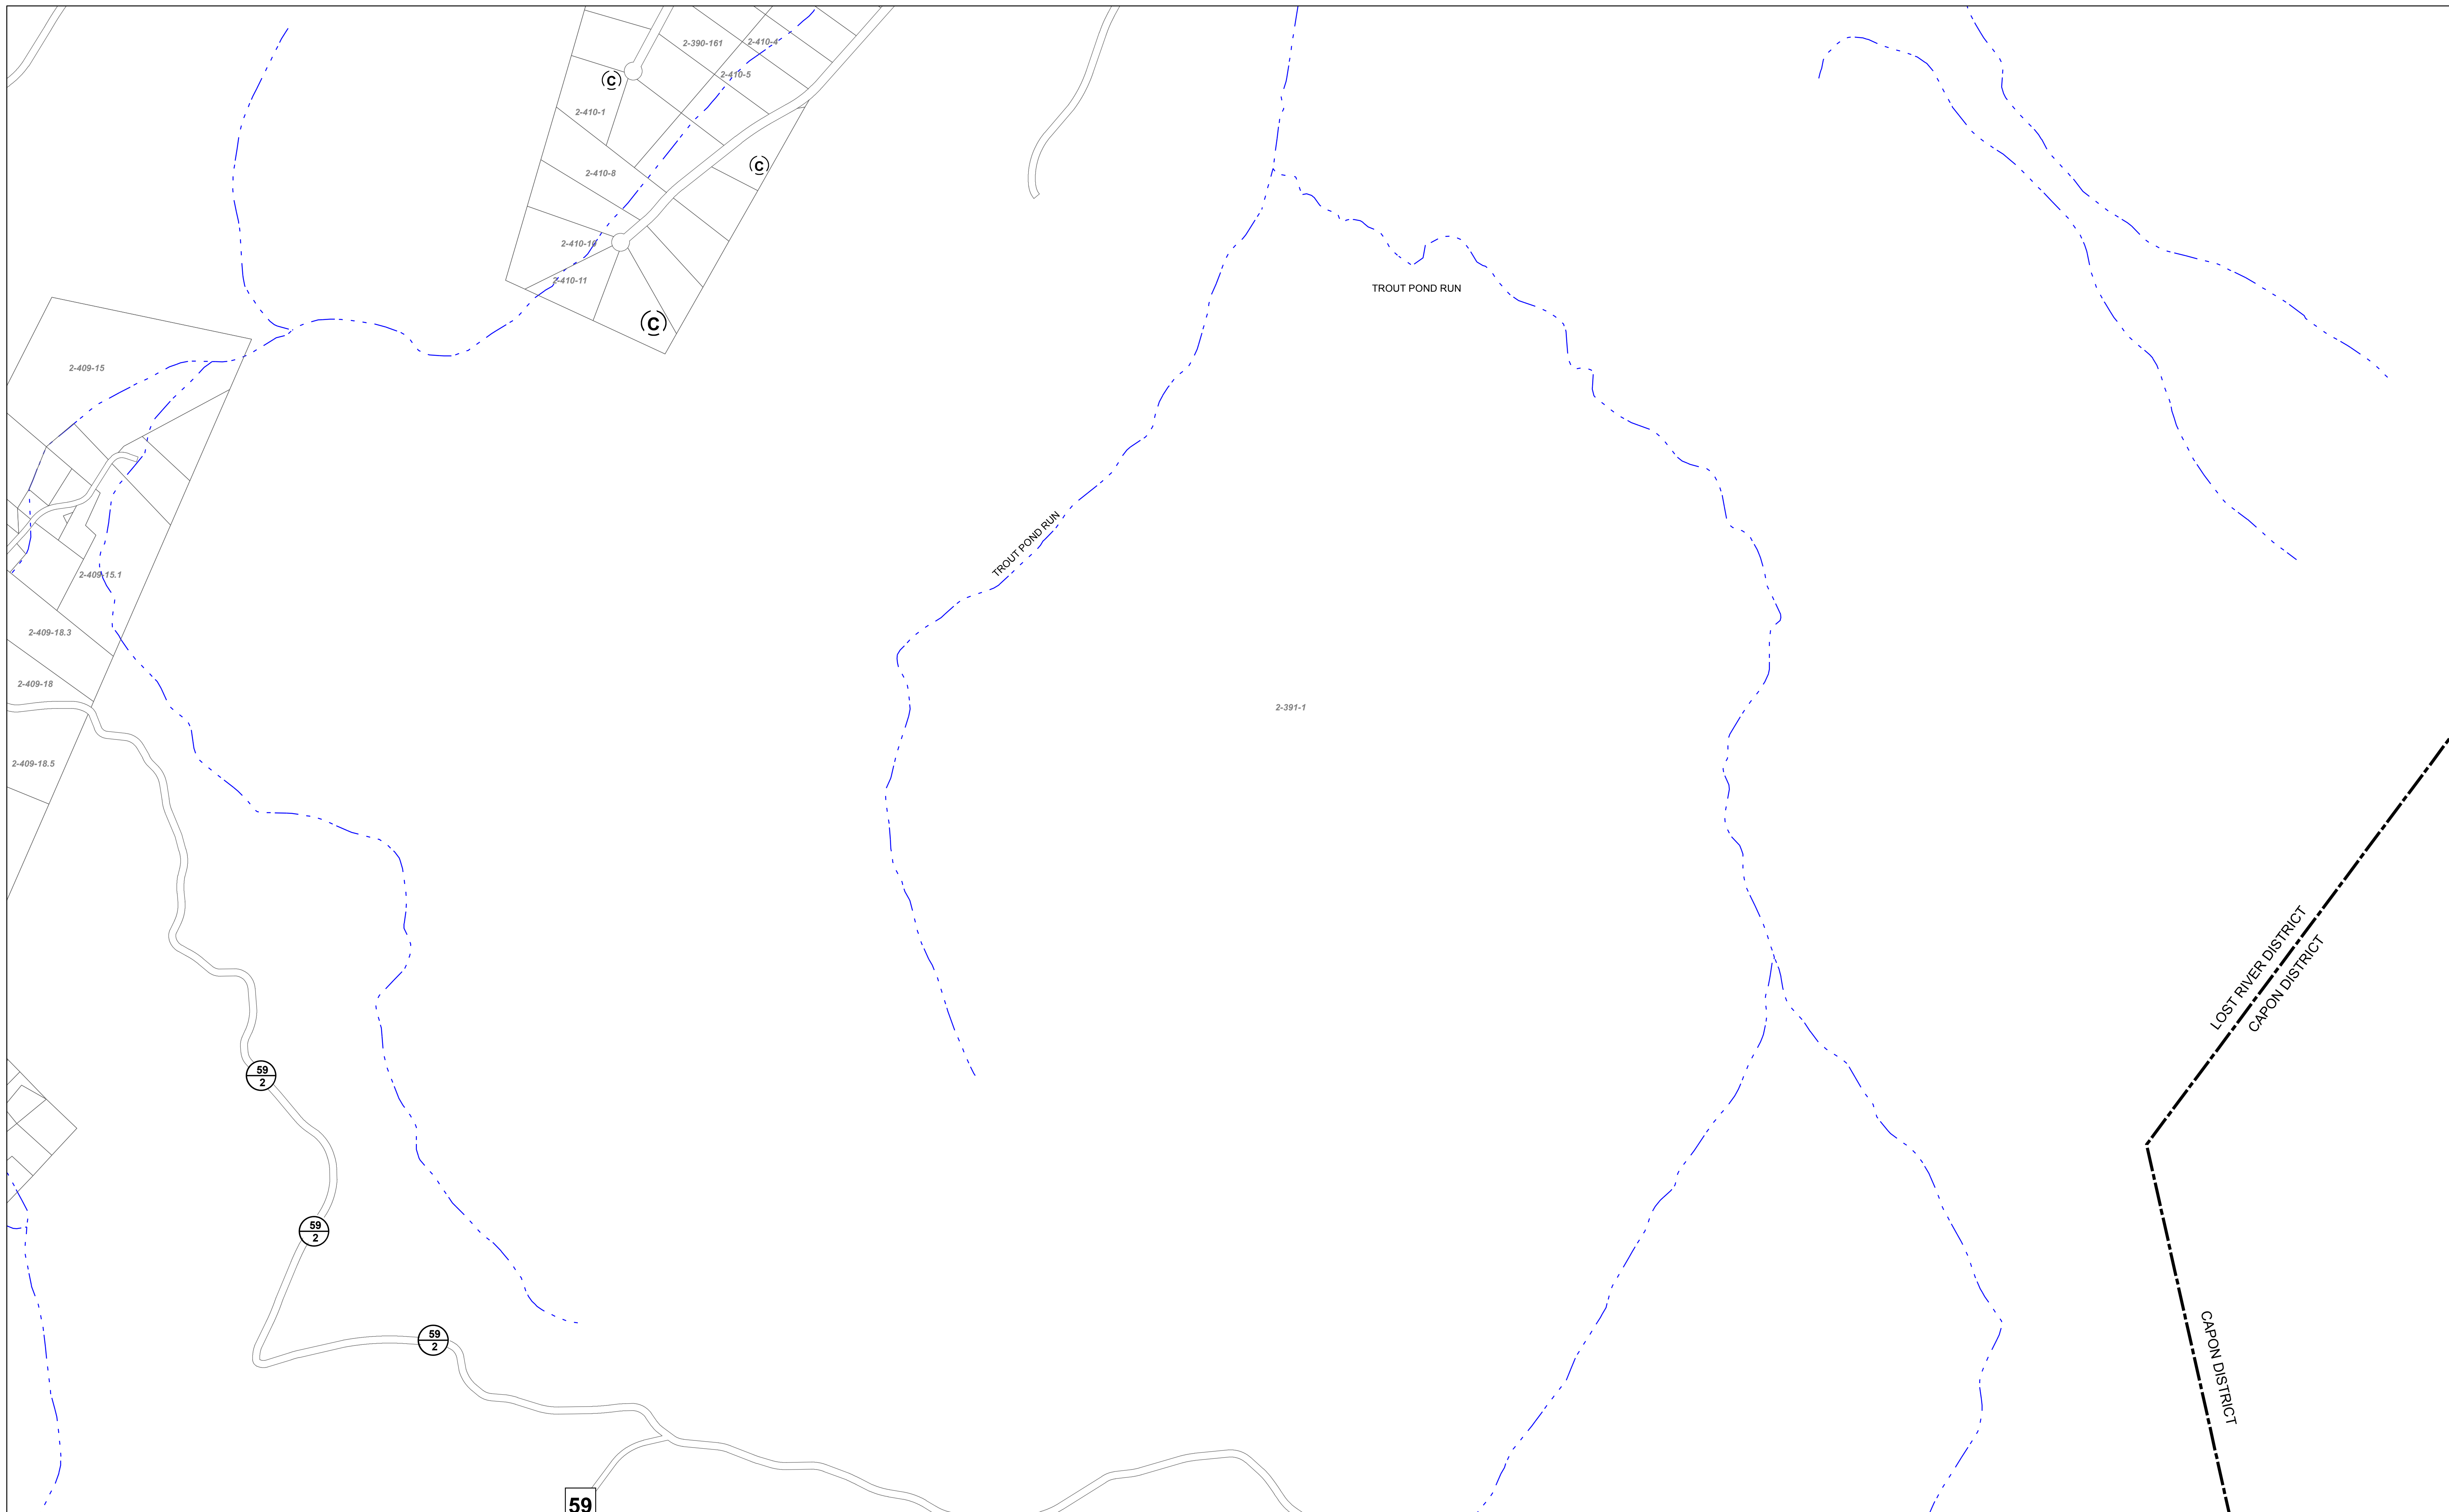 2-390-161
2-410-4
2-410-5
C
2-410-1
C
2-410-8
2-410-10
2-410-11
TROUT POND RUN
C
2-409-15
TROUT POND RUN
2-409-15.1
2-409-18.3
2-409-18
2-391-1
2-409-18.5
LOST RIVER DISTRICT
CAPON DISTRICT
59
2
59
2
59
2
CAPON DISTRICT
59